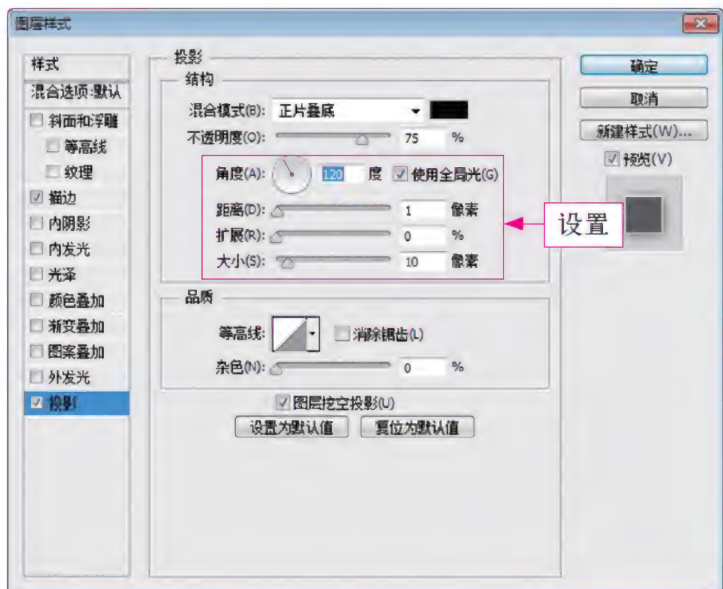 图层样式
样式
混合选项:默认
斜面和浮雕
等高线
纹理
描边
内阴影
内发光
光泽
颜色叠加
渐变叠加
图案叠加
外发光
投影
投影
结构
混合模式(B): 正片叠底
不透明度(O): 75 %
角度(A): 120 度 使用全局光(G)
距离(D): 1 像素
扩展(R): 0 %
大小(S): 10 像素
品质
等高线: 消除锯齿(L)
杂色(N): 0 %
图层挖空投影(U)
设置为默认值 复位为默认值
确定
取消
新建样式(W)...
预览(V)
设置